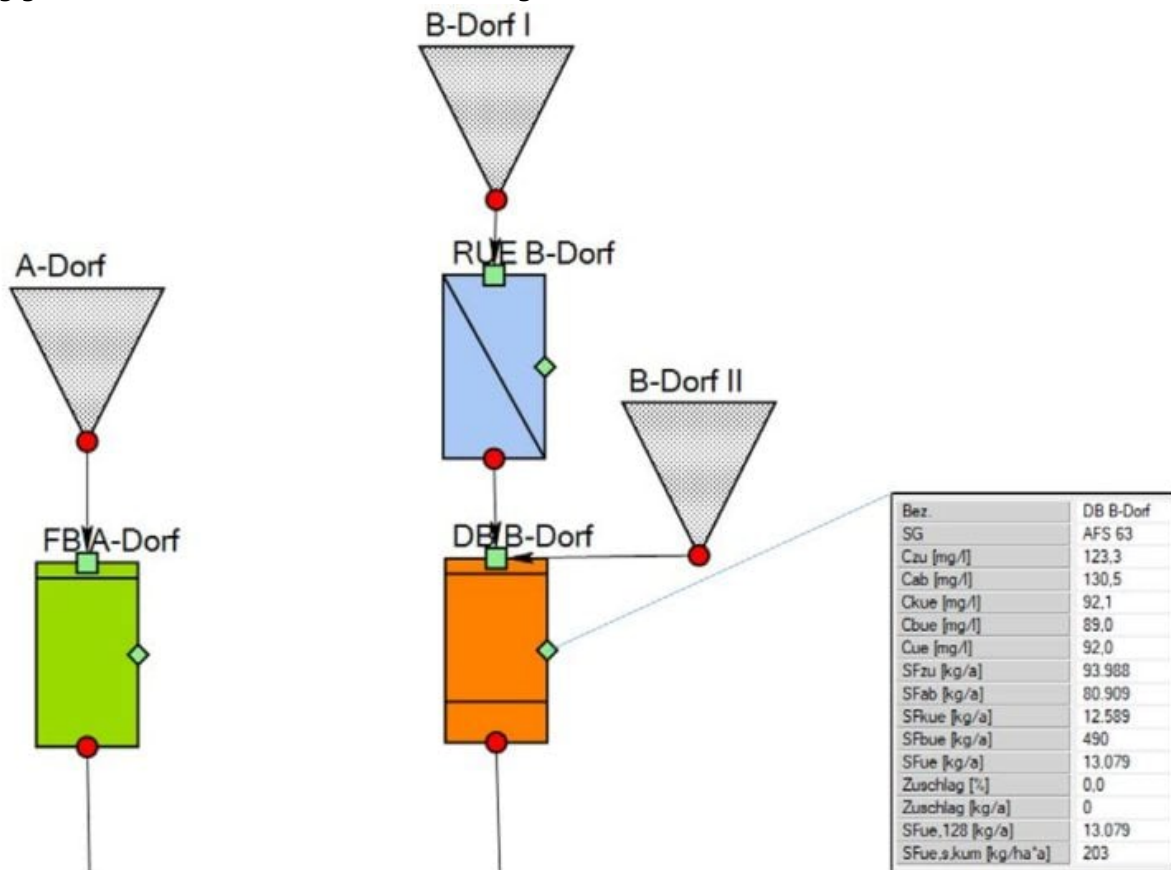 B-Dorf I
RUE B-Dorf
A-Dorf
B-Dorf II
FB A-Dorf
DB B-Dorf
Bez. DB B-Dorf
SG AFS 63
Czu [mg/l] 123,3
Cab [mg/l] 130,5
Ckue [mg/l] 92,1
Cbue [mg/l] 89,0
Cue [mg/l] 92,0
SFzu [kg/a] 93.988
SFab [kg/a] 80.909
SFkue [kg/a] 12.589
SFbue [kg/a] 490
SFue [kg/a] 13.079
Zuschlag [%] 0,0
Zuschlag [kg/a] 0
SFue,128 [kg/a] 13.079
SFue,s,kum [kg/ha*a] 203